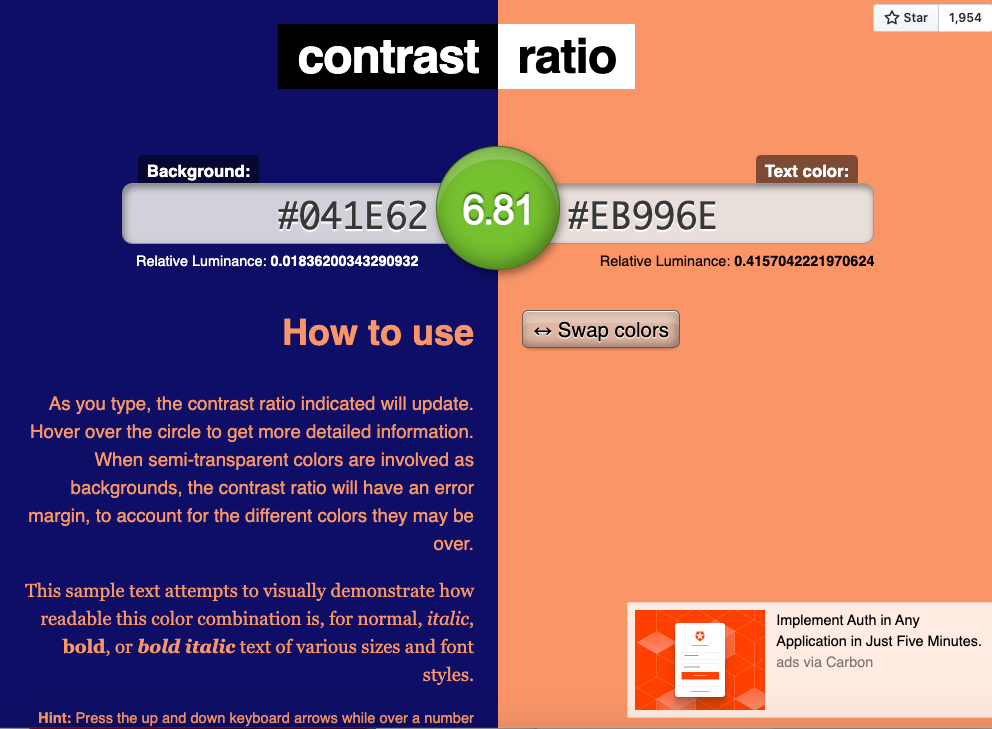 Star 1,954
contrast ratio
Background: Text color:
#041E62 6.81 #EB996E
Relative Luminance: 0.01836200343290932 Relative Luminance: 0.4157042221970624
How to use
↔ Swap colors
As you type, the contrast ratio indicated will update.
Hover over the circle to get more detailed information.
When semi-transparent colors are involved as
backgrounds, the contrast ratio will have an error
margin, to account for the different colors they may be
over.
This sample text attempts to visually demonstrate how
readable this color combination is, for normal, italic,
bold, or bold italic text of various sizes and font
styles.
Hint: Press the up and down keyboard arrows while over a number
Implement Auth in Any
Application in Just Five Minutes.
ads via Carbon